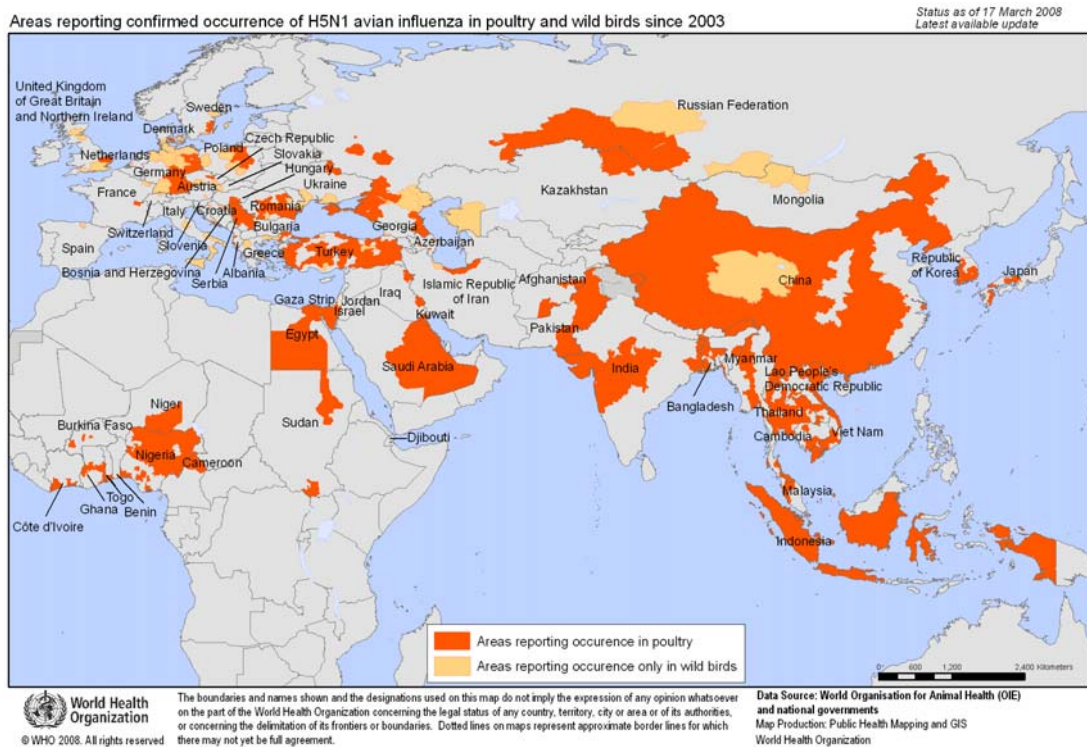 Areas reporting confirmed occurrence of H5N1 avian influenza in poultry and wild birds since 2003
Status as of 17 March 2008
Latest available update
United Kingdom
of Great Britain
and Northern Ireland
Sweden
Russian Federation
Denmark
Czech Republic
Netherlands
Poland
Slovakia
Germany
Hungary
Austria
Ukraine
France
Kazakhstan
Mongolia
Italy
Croatia
Romania
Switzerland
Bulgaria
Georgia
Spain
Slovenia
Greece
Turkey
Azerbaijan
Republic
of Korea
Japan
Bosnia and Herzegovina
Albania
Serbia
Islamic Republic
of Iran
Afghanistan
China
Gaza Strip
Jordan
Iraq
Israel
Kuwait
Egypt
Pakistan
Saudi Arabia
India
Myanmar
Lao People's
Democratic Republic
Bangladesh
Niger
Thailand
Burkina Faso
Sudan
Cambodia
Viet Nam
Djibouti
Nigeria
Cameroon
Togo
Benin
Ghana
Côte d'Ivoire
Malaysia
Indonesia
Areas reporting occurence in poultry
Areas reporting occurence only in wild birds
0 600 1,200 2,400 Kilometers
World Health
Organization
© WHO 2008. All rights reserved
The boundaries and names shown and the designations used on this map do not imply the expression of any opinion whatsoever
on the part of the World Health Organization concerning the legal status of any country, territory, city or area or of its authorities,
or concerning the delimitation of its frontiers or boundaries. Dotted lines on maps represent approximate border lines for which
there may not yet be full agreement.
Data Source: World Organisation for Animal Health (OIE)
and national governments
Map Production: Public Health Mapping and GIS
World Health Organization